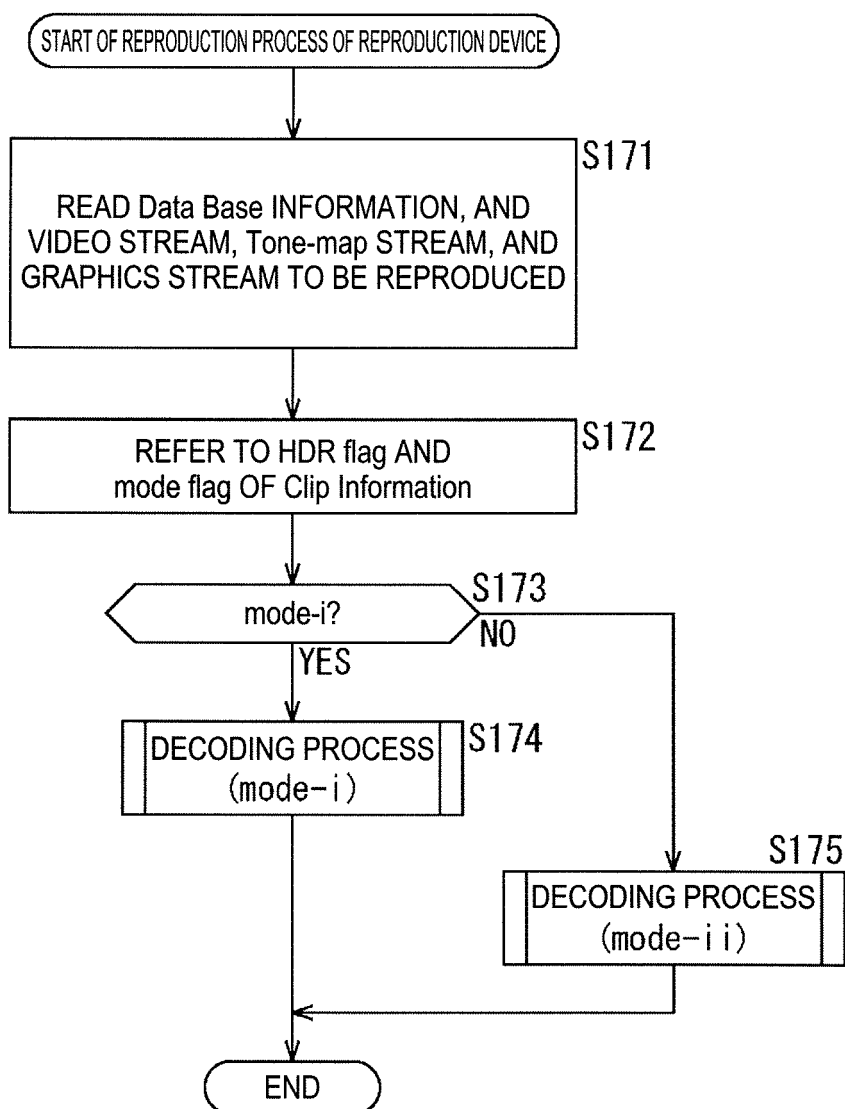 START OF REPRODUCTION PROCESS OF REPRODUCTION DEVICE
S171
READ Data Base INFORMATION, AND
VIDEO STREAM, Tone-map STREAM, AND
GRAPHICS STREAM TO BE REPRODUCED
S172
REFER TO HDR flag AND
mode flag OF Clip Information
S173
mode-i?
NO
YES
S174
DECODING PROCESS
(mode-i)
S175
DECODING PROCESS
(mode-ii)
END